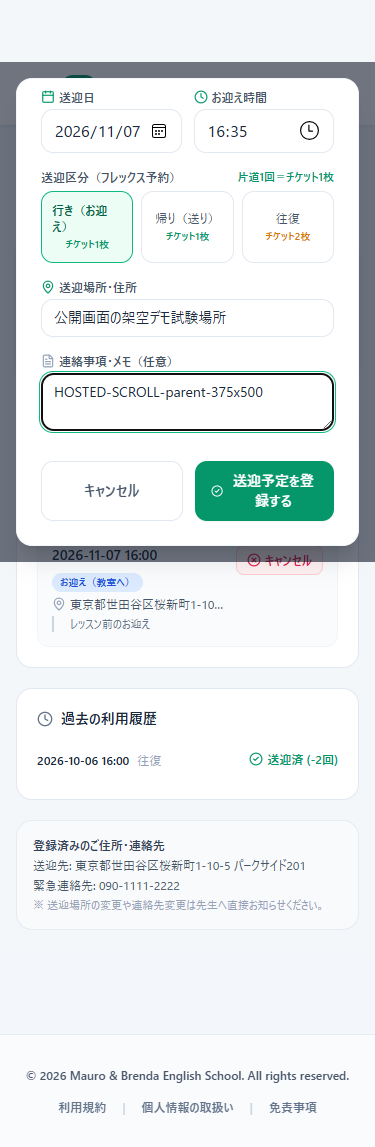 送迎日
お迎え時間
2026/11/07
16:35
送迎区分（フレックス予約）
片道1回＝チケット1枚
行き（お迎え）
チケット1枚
帰り（送り）
チケット1枚
往復
チケット2枚
送迎場所・住所
公開画面の架空デモ試験場所
連絡事項・メモ（任意）
HOSTED-SCROLL-parent-375x500
キャンセル
送迎予定を登
録する
2026-11-07 16:00
キャンセル
お迎え（教室へ）
東京都世田谷区桜新町1-10...
レッスン前のお迎え
過去の利用履歴
2026-10-06 16:00 往復
送迎済 (-2回)
登録済みのご住所・連絡先
送迎先: 東京都世田谷区桜新町1-10-5 パークサイド201
緊急連絡先: 090-1111-2222
※ 送迎場所の変更や連絡先変更は先生へ直接お知らせください。
© 2026 Mauro & Brenda English School. All rights reserved.
利用規約 | 個人情報の取扱い | 免責事項